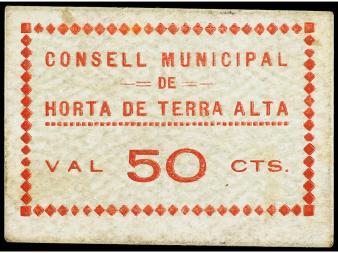 CONSELL MUNICIPAL
DE
HORTA DE TERRA ALTA
VAL 50 CTS.